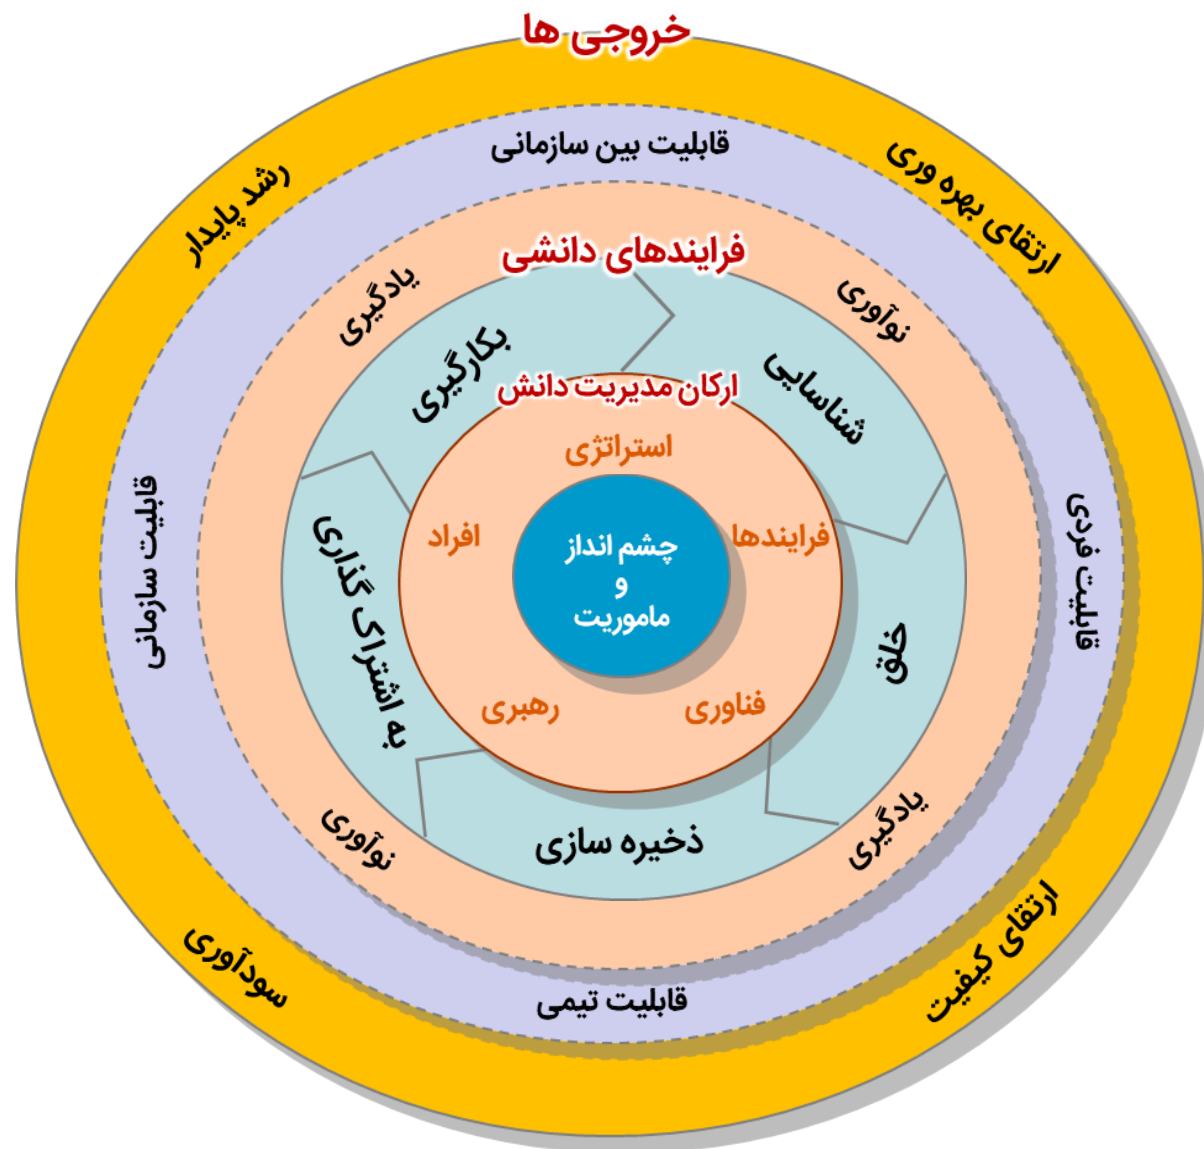 خروجی ها
قابلیت بین سازمانی
ارتقای بهره وری
رشد پایدار
فرایندهای دانشی
نوآوری
یادگیری
بکارگیری
شناسایی
ارکان مدیریت دانش
استراتژی
فرایندها
افراد
چشم انداز
و
ماموریت
قابلیت فردی
قابلیت سازمانی
به اشتراک گذاری
خلق
فناوری
رهبری
ذخیره سازی
یادگیری
نوآوری
ارتقای کیفیت
سودآوری
قابلیت تیمی